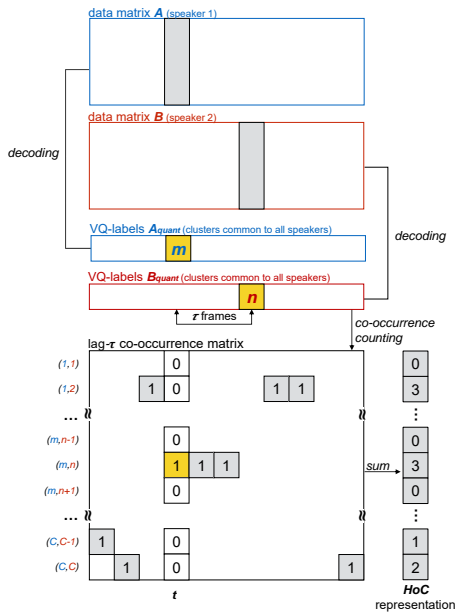 data matrix A (speaker 1)
data matrix B (speaker 2)
decoding
VQ-labels Aquant (clusters common to all speakers)
m
decoding
VQ-labels Bquant (clusters common to all speakers)
n
τ frames
co-occurrence
counting
lag-τ co-occurrence matrix
(1,1) 0 0
(1,2) 1 0 1 1 3
... ≈ ≈ ⋮
(m,n-1) 0 0
(m,n) 1 1 1 sum 3
(m,n+1) 0 0
... ≈ ≈ ⋮
(C,C-1) 1 0 1
(C,C) 1 0 1 2
t HoC
representation